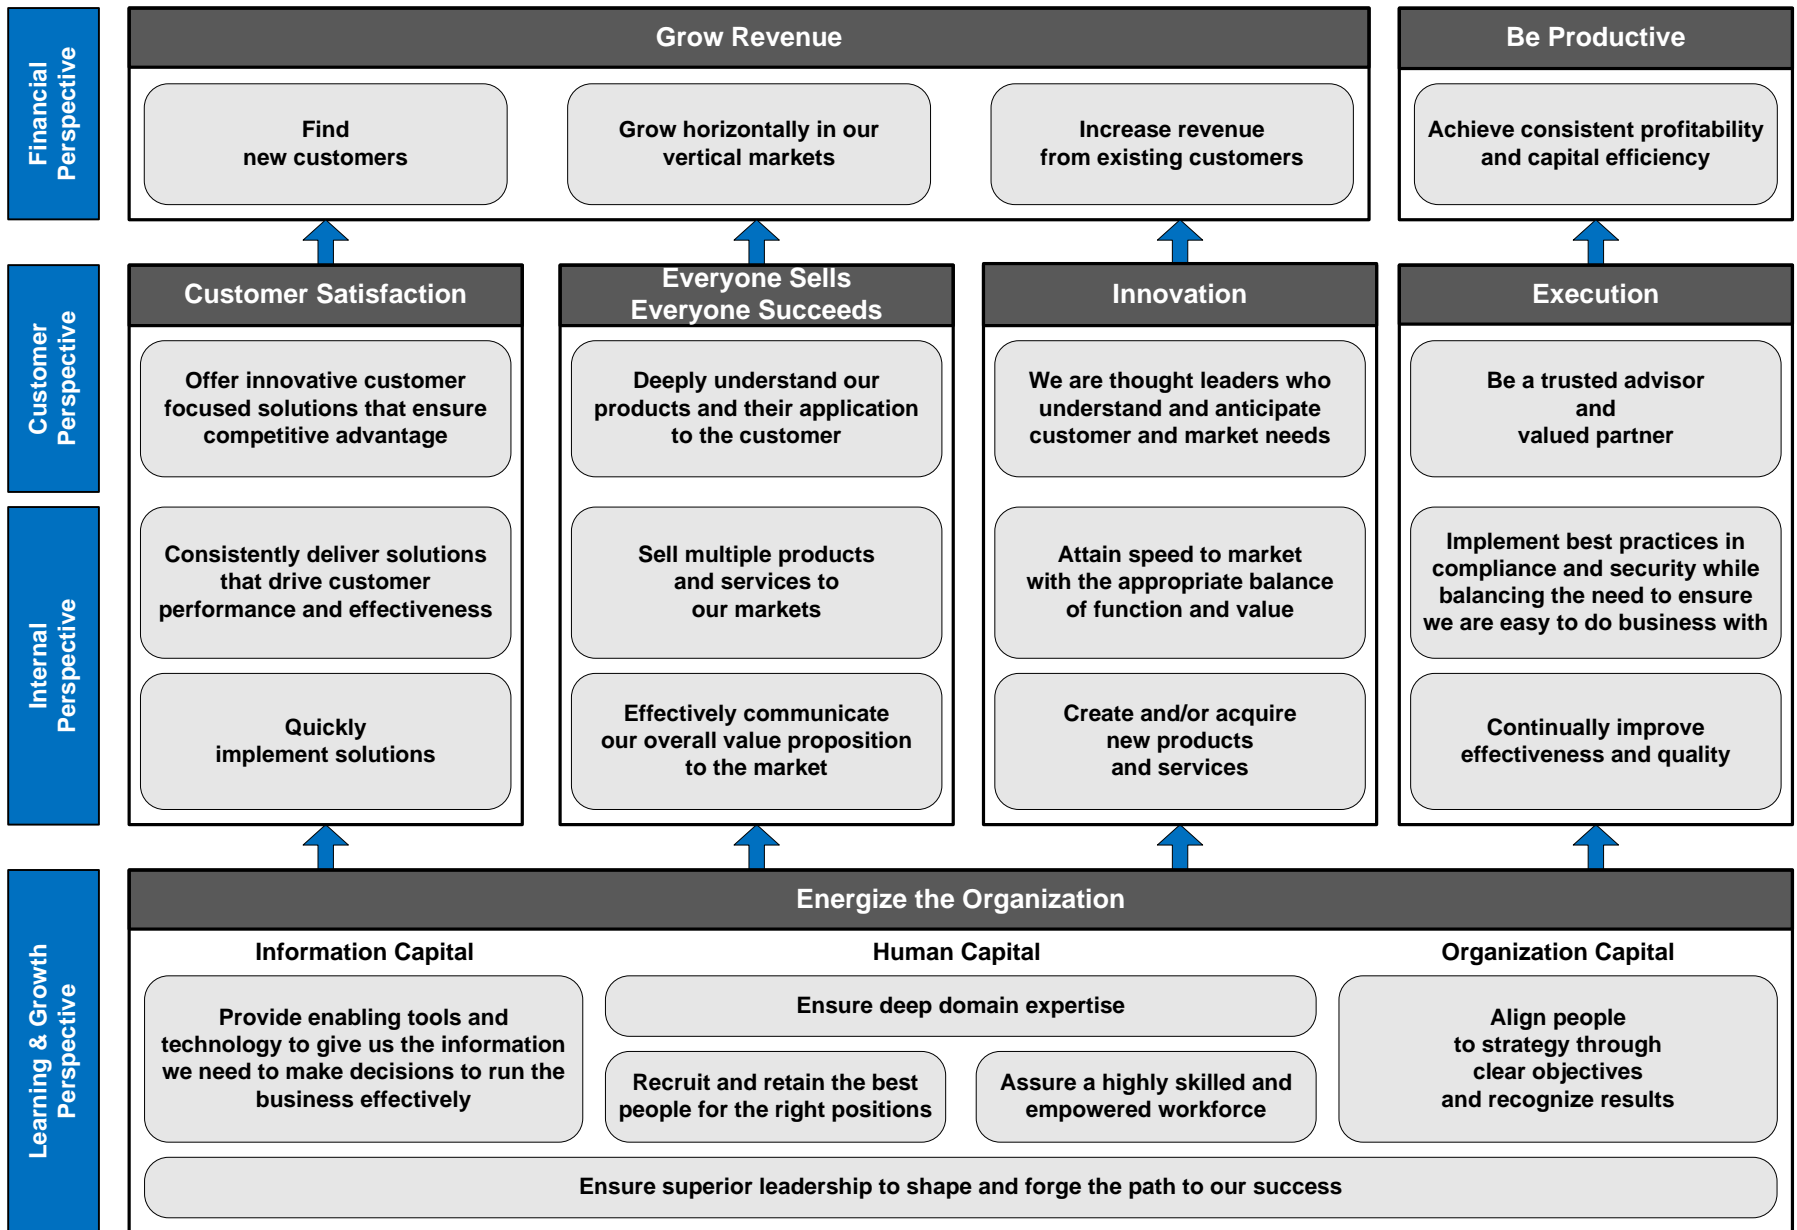 Financial
Perspective
Grow Revenue
Find
new customers
Grow horizontally in our
vertical markets
Increase revenue
from existing customers
Be Productive
Achieve consistent profitability
and capital efficiency
Customer
Perspective
Internal
Perspective
Customer Satisfaction
Offer innovative customer
focused solutions that ensure
competitive advantage
Consistently deliver solutions
that drive customer
performance and effectiveness
Quickly
implement solutions
Everyone Sells
Everyone Succeeds
Deeply understand our
products and their application
to the customer
Sell multiple products
and services to
our markets
Effectively communicate
our overall value proposition
to the market
Innovation
We are thought leaders who
understand and anticipate
customer and market needs
Attain speed to market
with the appropriate balance
of function and value
Create and/or acquire
new products
and services
Execution
Be a trusted advisor
and
valued partner
Implement best practices in
compliance and security while
balancing the need to ensure
we are easy to do business with
Continually improve
effectiveness and quality
Learning & Growth
Perspective
Energize the Organization
Information Capital
Provide enabling tools and
technology to give us the information
we need to make decisions to run the
business effectively
Human Capital
Ensure deep domain expertise
Recruit and retain the best
people for the right positions
Assure a highly skilled and
empowered workforce
Organization Capital
Align people
to strategy through
clear objectives
and recognize results
Ensure superior leadership to shape and forge the path to our success